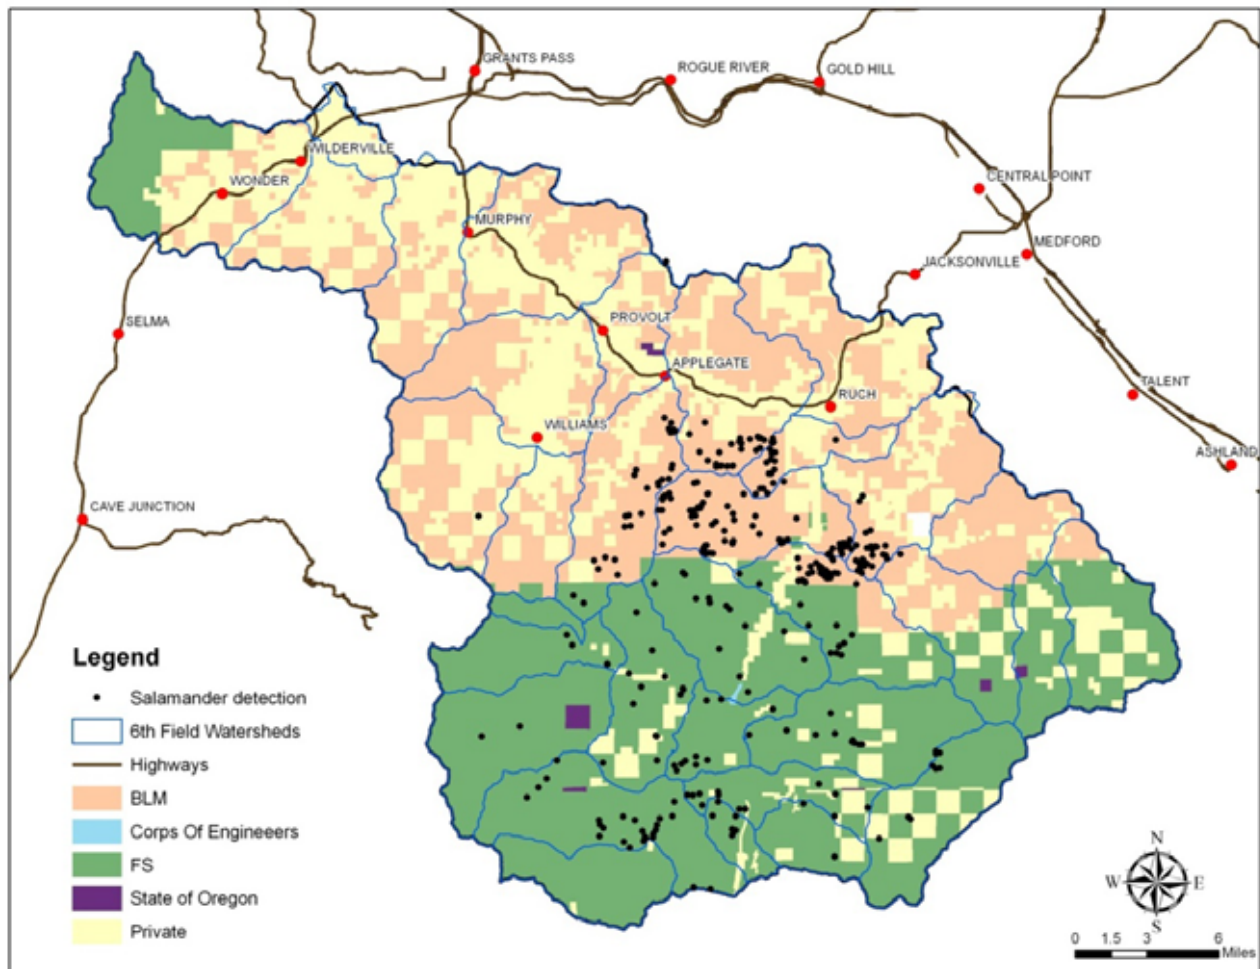 GRANTS PASS
ROGUE RIVER
GOLD HILL
WILDERVILLE
WONDER
CENTRAL POINT
MURPHY
MEDFORD
JACKSONVILLE
SELMA
PROVOLT
APPLEGATE
TALENT
RUCH
WILLIAMS
ASHLAND
CAVE JUNCTION
Legend
Salamander detection
6th Field Watersheds
Highways
BLM
Corps Of Engineeers
FS
State of Oregon
Private
N
W E
S
0 1.5 3 6
Miles